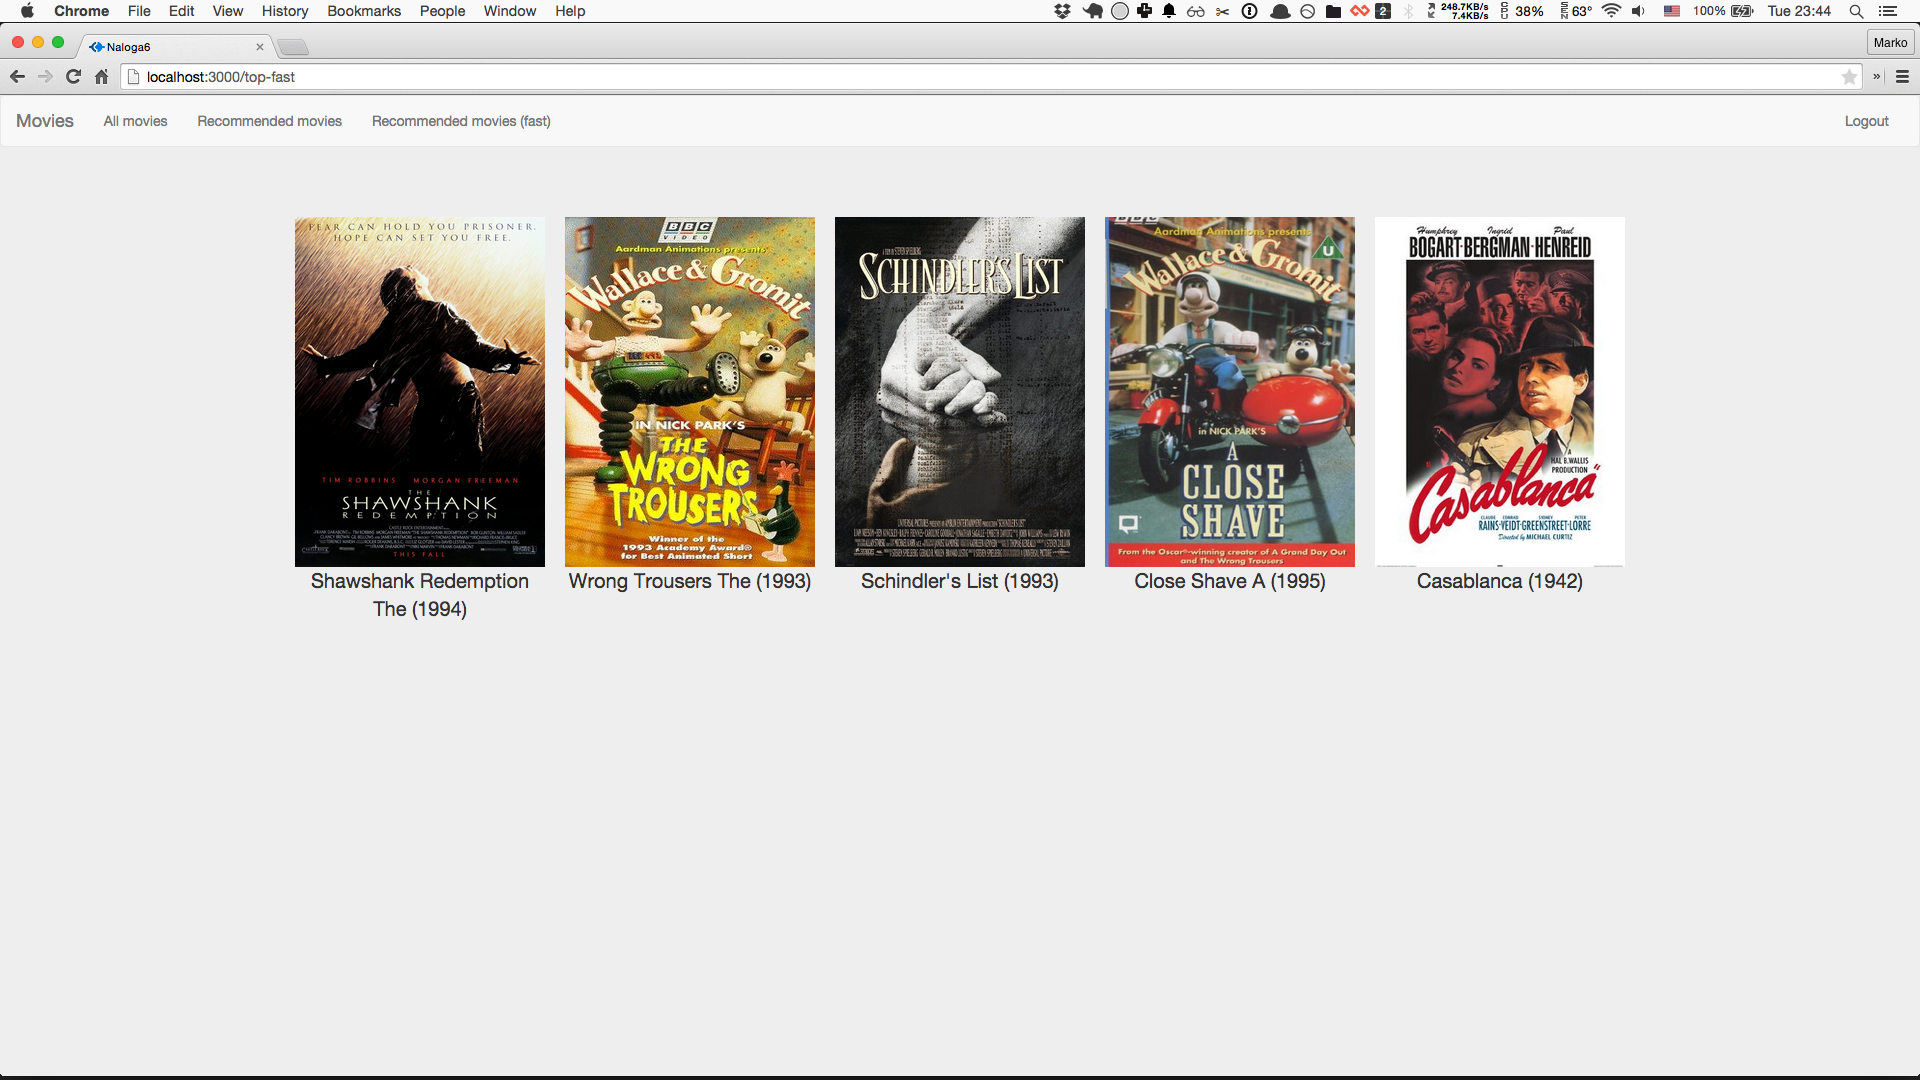 Chrome File Edit View History Bookmarks People Window Help
2 248.7KB/s 7.4KB/s CPU 38% SEN 63° 100% Tue 23:44
Naloga6
Marko
localhost:3000/top-fast
»
Movies All movies Recommended movies Recommended movies (fast) Logout
FEAR CAN HOLD YOU PRISONER.
HOPE CAN SET YOU FREE.
TIM ROBBINS MORGAN FREEMAN
THE
SHAWSHANK
REDEMPTION
THIS FALL
Shawshank Redemption
The (1994)
BBC
VIDEO
Aardman Animations presents
Wallace & Gromit
IN NICK PARK'S
THE
WRONG
TROUSERS
Winner of the
1993 Academy Award®
for Best Animated Short
Wrong Trousers The (1993)
SCHINDLER'S LIST
Schindler's List (1993)
BBC
Aardman Animations presents
U
Wallace & Gromit
in NICK PARK'S
A
CLOSE
SHAVE
From the Oscar®-winning creator of A Grand Day Out
and The Wrong Trousers
Close Shave A (1995)
Humphrey Ingrid Paul
BOGART·BERGMAN·HENREID
A
HAL B. WALLIS
PRODUCTION
Casablanca
CLAUDE CONRAD SYDNEY PETER
RAINS·VEIDT·GREENSTREET·LORRE
Directed by MICHAEL CURTIZ
Casablanca (1942)